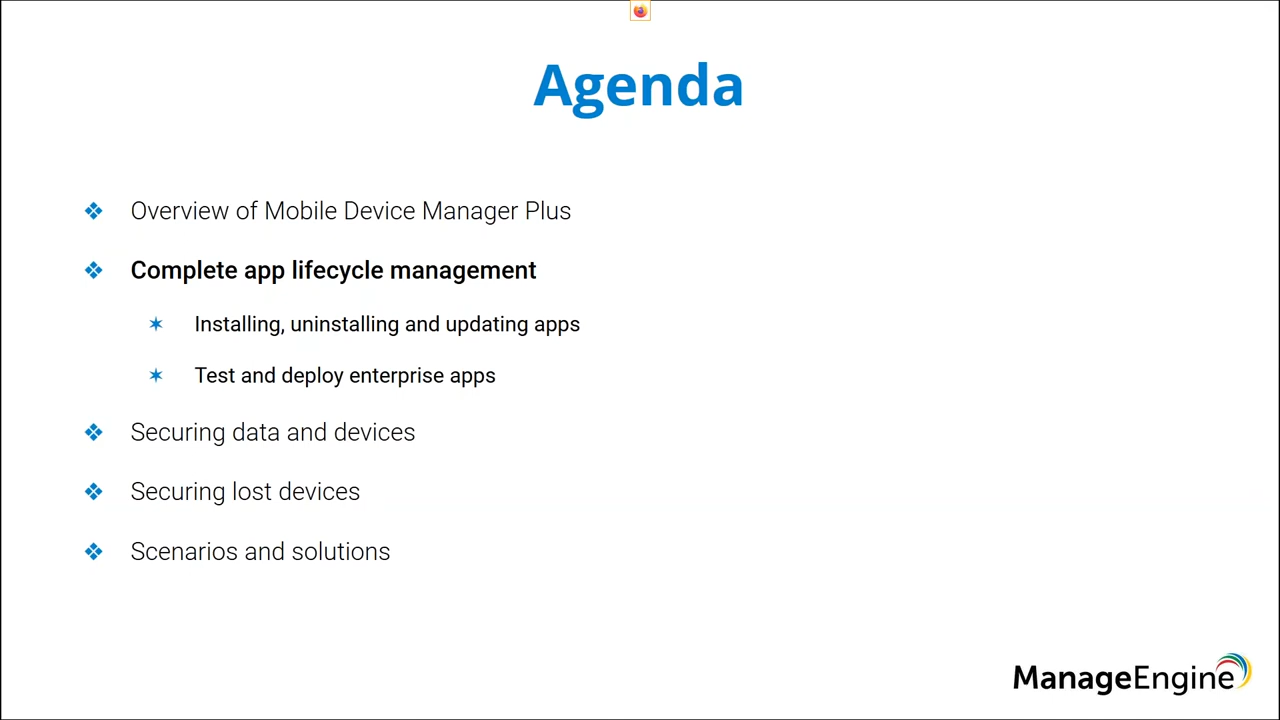 Agenda
Overview of Mobile Device Manager Plus
Complete app lifecycle management
Installing, uninstalling and updating apps
Test and deploy enterprise apps
Securing data and devices
Securing lost devices
Scenarios and solutions
ManageEngine